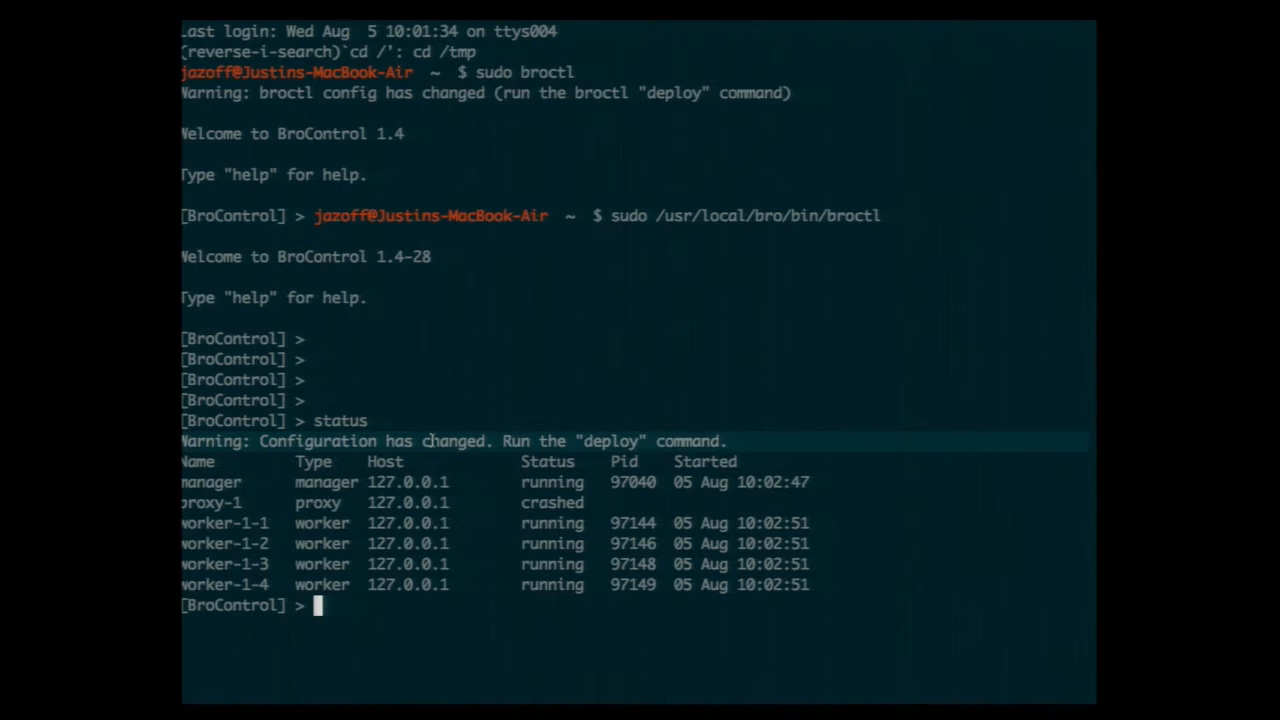 Last login: Wed Aug  5 10:01:34 on ttys004
(reverse-i-search)`cd /': cd /tmp
jazoff@Justins-MacBook-Air  ~  $ sudo broctl
Warning: broctl config has changed (run the broctl "deploy" command)
Welcome to BroControl 1.4
Type "help" for help.
[BroControl] > jazoff@Justins-MacBook-Air  ~  $ sudo /usr/local/bro/bin/broctl
Welcome to BroControl 1.4-28
Type "help" for help.
[BroControl] >
[BroControl] >
[BroControl] >
[BroControl] >
[BroControl] > status
Warning: Configuration has changed. Run the "deploy" command.
Name         Type    Host             Status    Pid    Started
manager      manager 127.0.0.1        running   97040  05 Aug 10:02:47
proxy-1      proxy   127.0.0.1        crashed
worker-1-1   worker  127.0.0.1        running   97144  05 Aug 10:02:51
worker-1-2   worker  127.0.0.1        running   97146  05 Aug 10:02:51
worker-1-3   worker  127.0.0.1        running   97148  05 Aug 10:02:51
worker-1-4   worker  127.0.0.1        running   97149  05 Aug 10:02:51
[BroControl] >